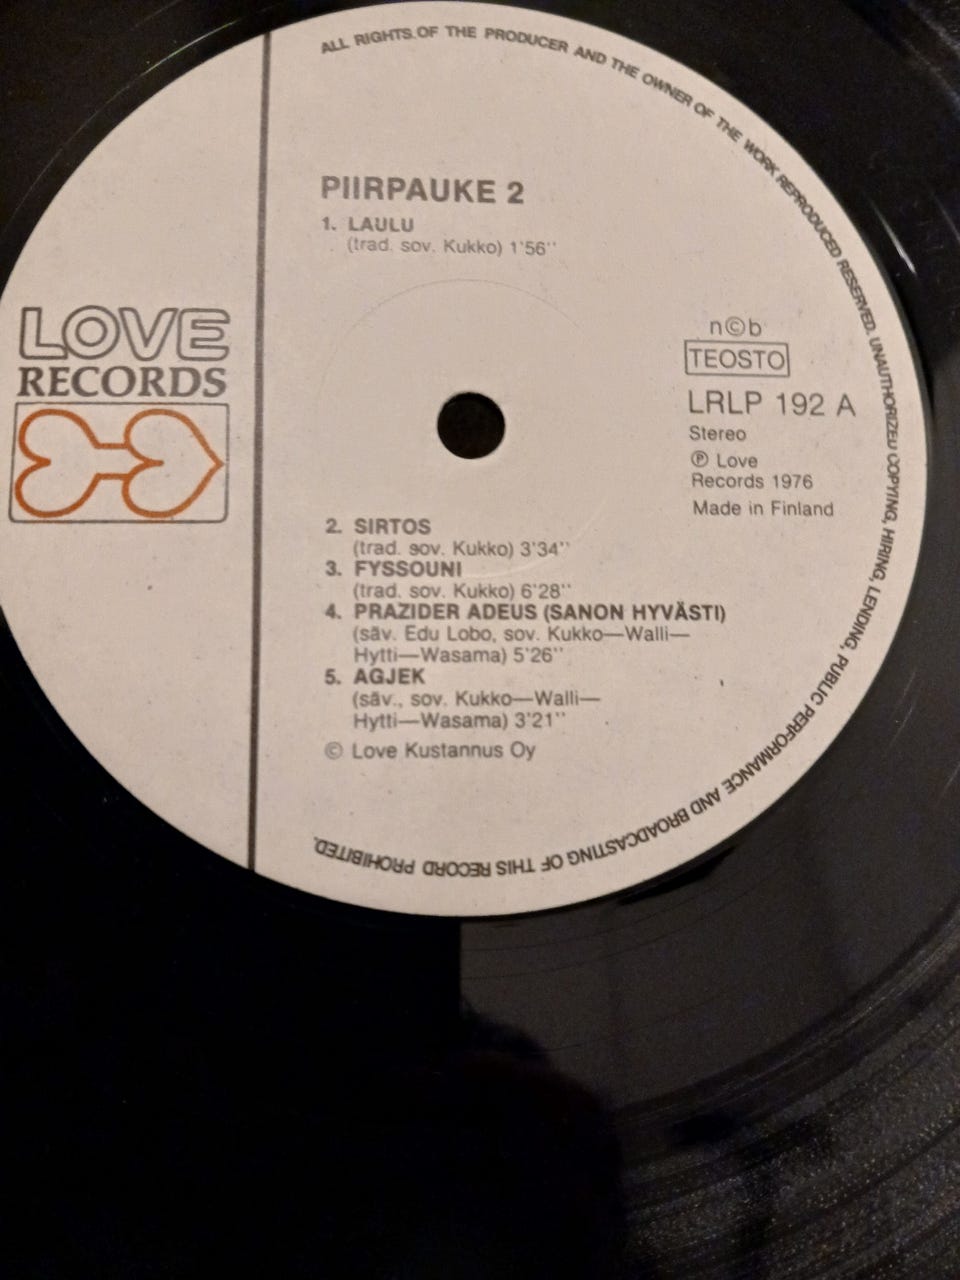 ALL RIGHTS OF THE PRODUCER AND THE OWNER OF THE WORK REPRODUCED RESERVED. UNAUTHORIZED COPYING, HIRING, LENDING, PUBLIC PERFORMANCE AND BROADCASTING OF THIS RECORD PROHIBITED.
PIIRPAUKE 2
1. LAULU
(trad. sov. Kukko) 1'56''
LOVE
RECORDS
n©b
TEOSTO
LRLP 192 A
Stereo
℗ Love
Records 1976
Made in Finland
2. SIRTOS
(trad. sov. Kukko) 3'34''
3. FYSSOUNI
(trad. sov. Kukko) 6'28''
4. PRAZIDER ADEUS (SANON HYVÄSTI)
(säv. Edu Lobo, sov. Kukko—Walli—
Hytti—Wasama) 5'26''
5. AGJEK
(säv., sov. Kukko—Walli—
Hytti—Wasama) 3'21''
© Love Kustannus Oy